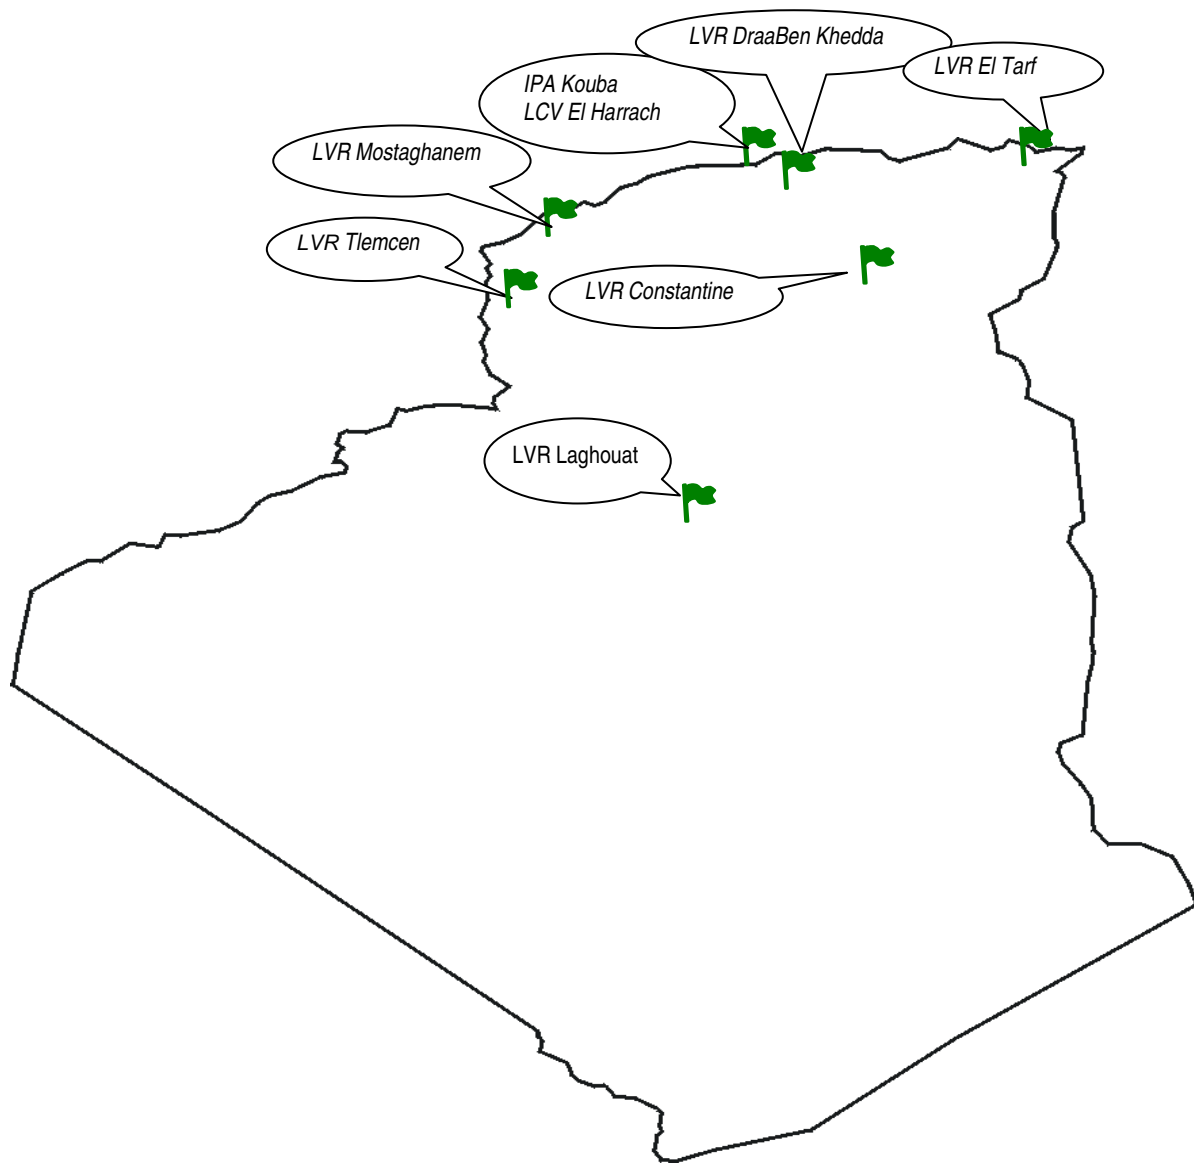 LVR DraaBen Khedda
LVR El Tarf
IPA Kouba
LCV El Harrach
LVR Mostaghanem
LVR Tlemcen
LVR Constantine
LVR Laghouat